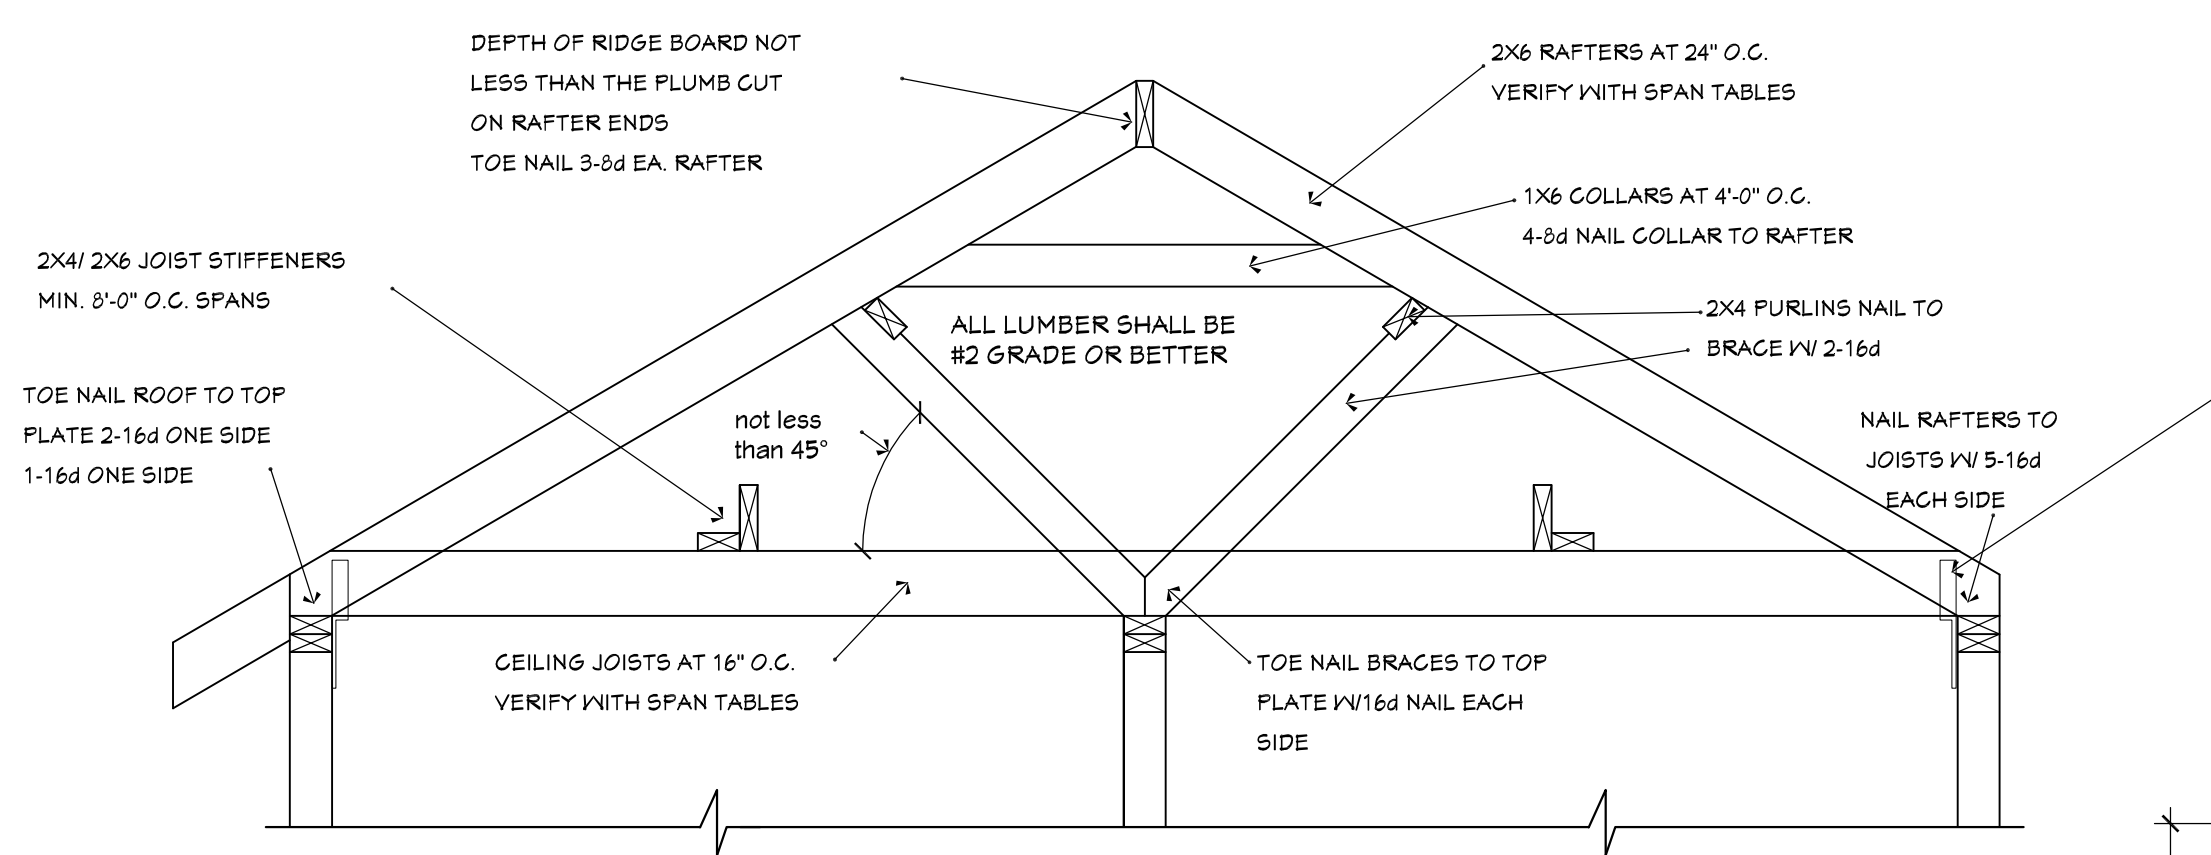 DEPTH OF RIDGE BOARD NOT
LESS THAN THE PLUMB CUT
ON RAFTER ENDS
TOE NAIL 3-8d EA. RAFTER
2X6 RAFTERS AT 24" O.C.
VERIFY WITH SPAN TABLES
1X6 COLLARS AT 4'-0" O.C.
4-8d NAIL COLLAR TO RAFTER
2X4/ 2X6 JOIST STIFFENERS
MIN. 8'-0" O.C. SPANS
ALL LUMBER SHALL BE
#2 GRADE OR BETTER
2X4 PURLINS NAIL TO
BRACE W/ 2-16d
TOE NAIL ROOF TO TOP
PLATE 2-16d ONE SIDE
1-16d ONE SIDE
not less
than 45°
NAIL RAFTERS TO
JOISTS W/ 5-16d
EACH SIDE
CEILING JOISTS AT 16" O.C.
VERIFY WITH SPAN TABLES
TOE NAIL BRACES TO TOP
PLATE W/16d NAIL EACH
SIDE